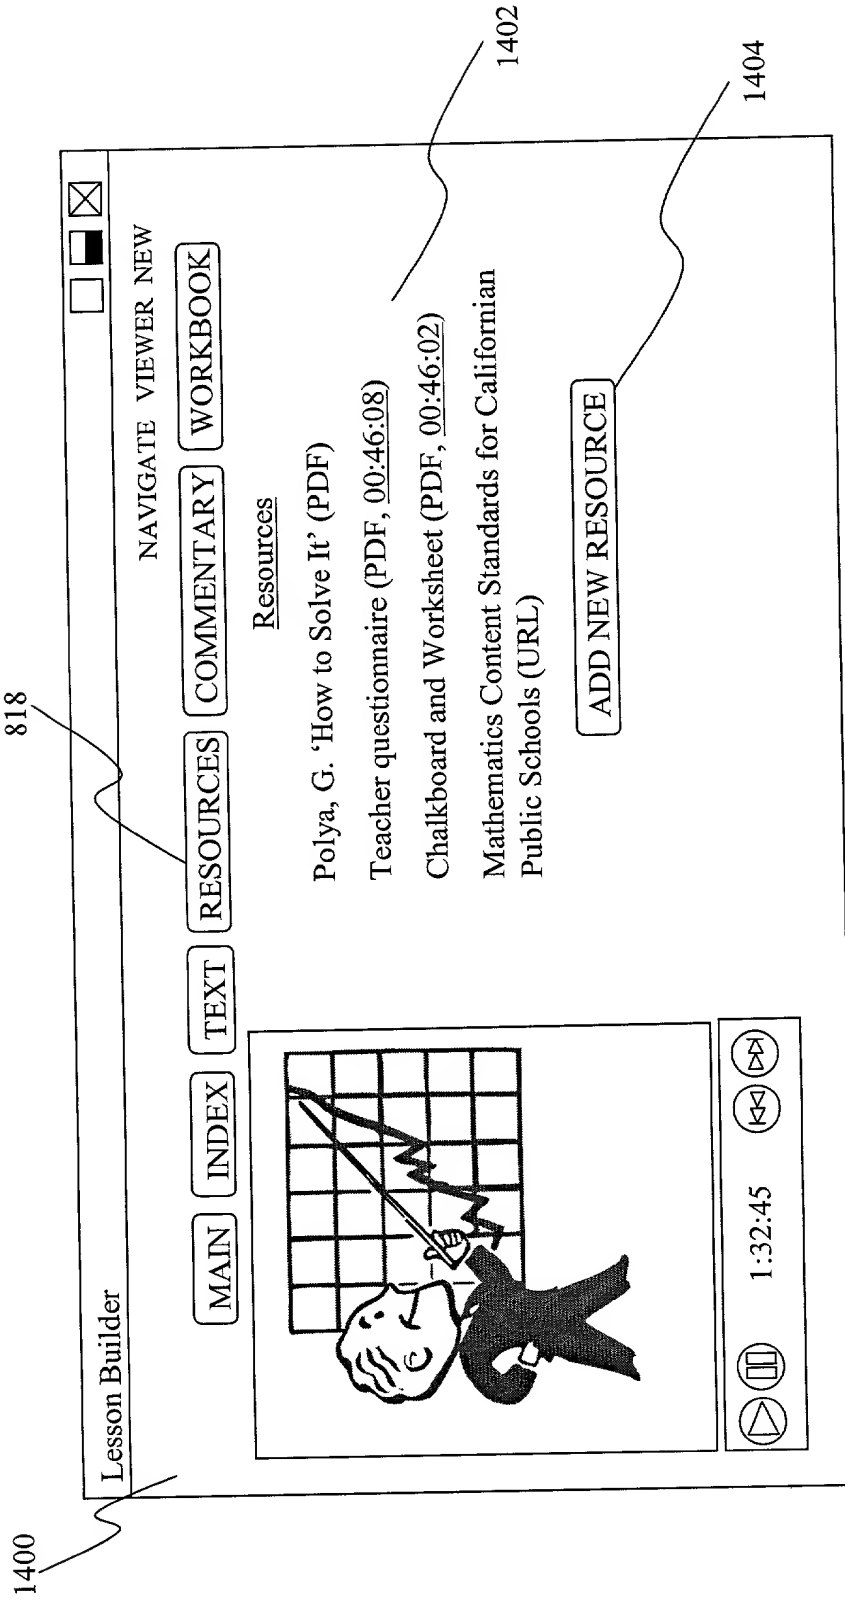 818
1400
1402
1404
Lesson Builder
NAVIGATE VIEWER NEW
MAIN INDEX TEXT RESOURCES COMMENTARY WORKBOOK
Resources
Polya, G. ‘How to Solve It’ (PDF)
Teacher questionnaire (PDF, 00:46:08)
Chalkboard and Worksheet (PDF, 00:46:02)
Mathematics Content Standards for Californian
Public Schools (URL)
ADD NEW RESOURCE
1:32:45